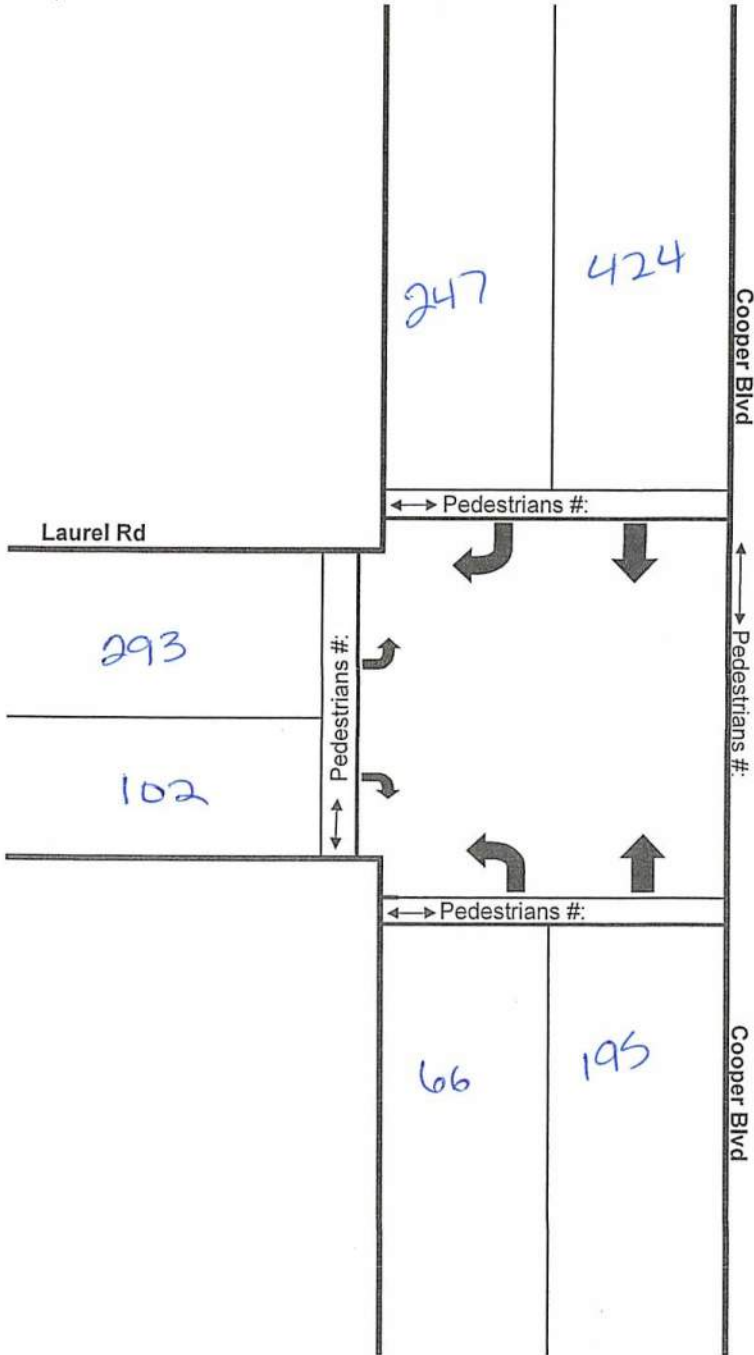 424
247
Cooper Blvd
Pedestrians #:
Laurel Rd
Pedestrians #:
293
Pedestrians #:
102
Pedestrians #:
195
66
Cooper Blvd